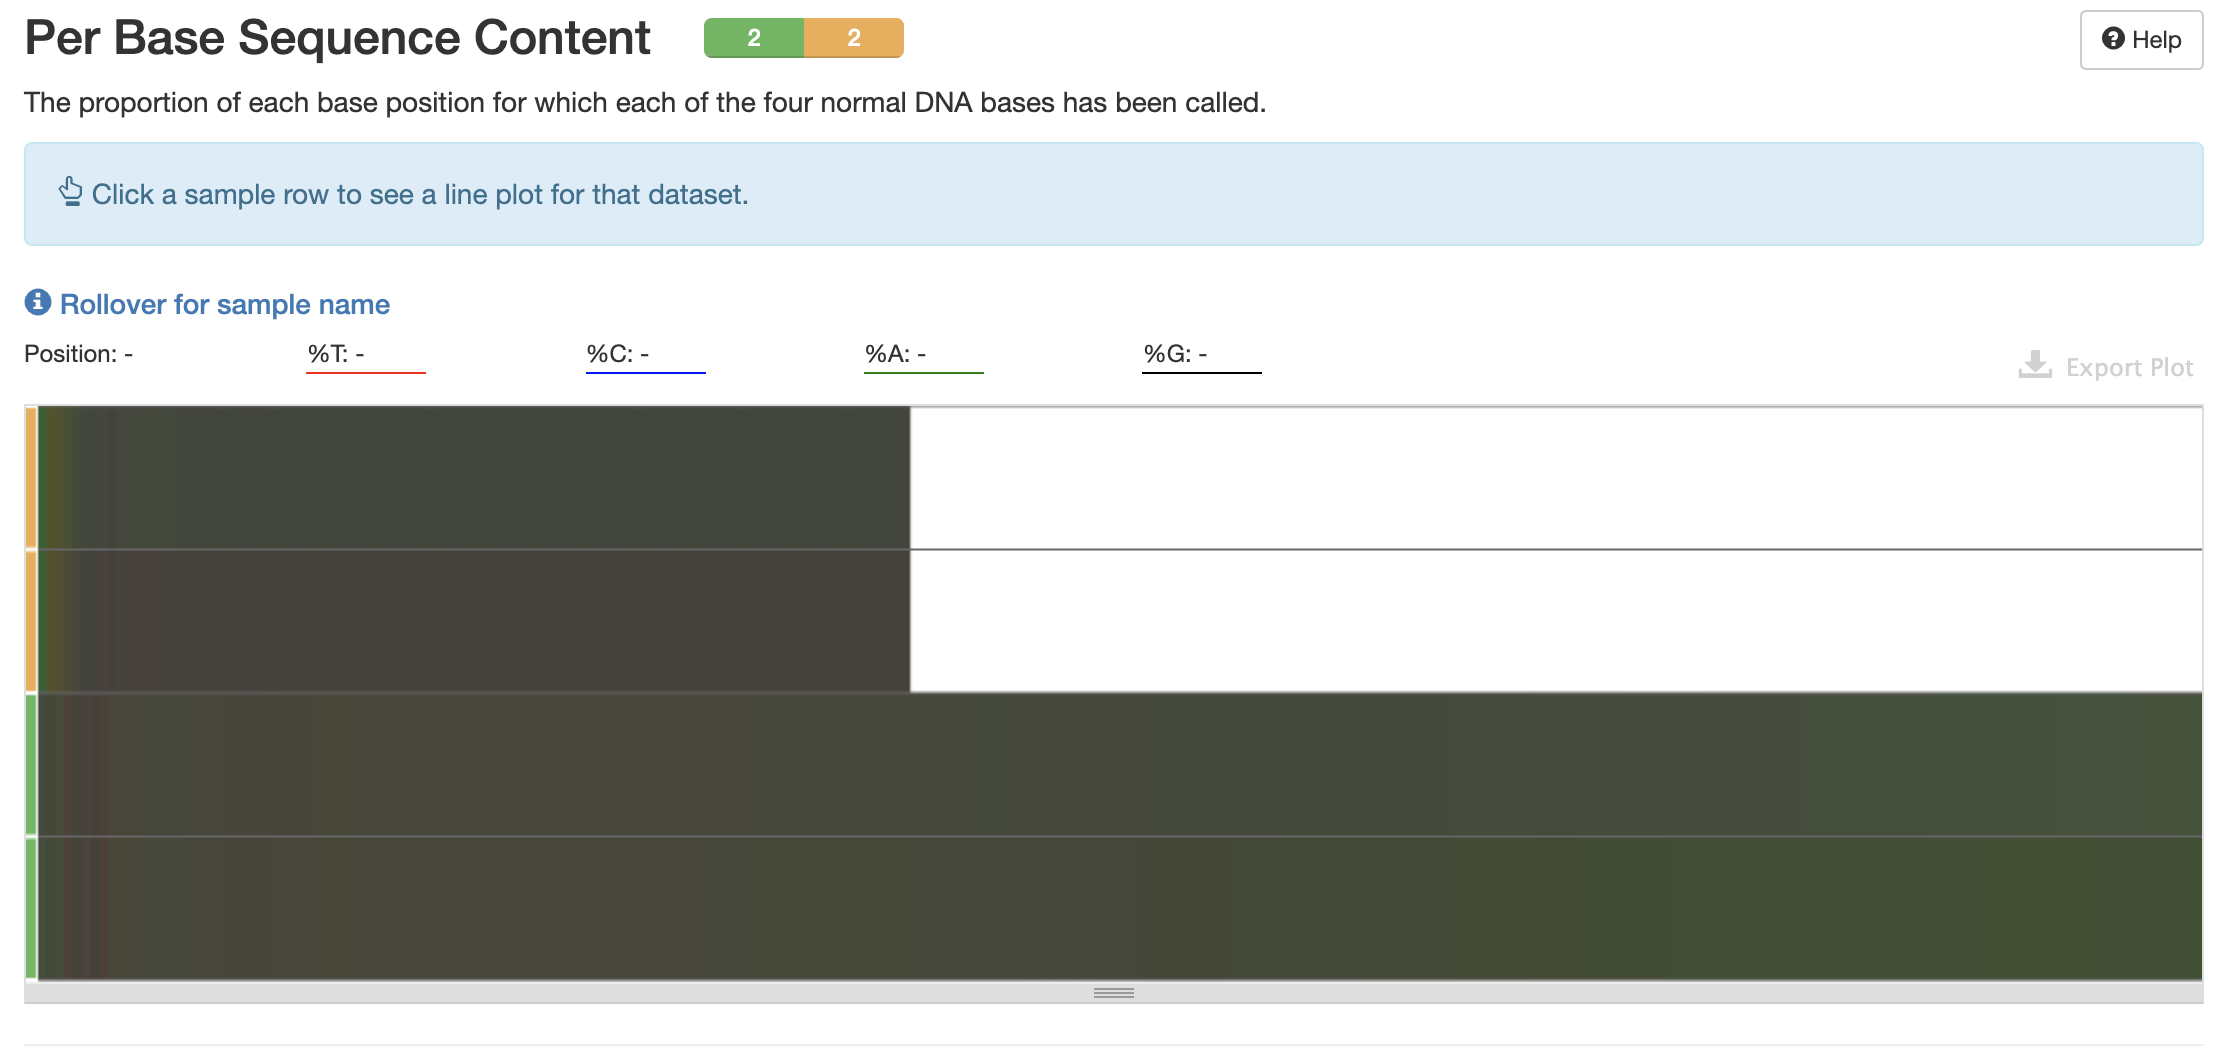 Per Base Sequence Content 2 2
Help
The proportion of each base position for which each of the four normal DNA bases has been called.
Click a sample row to see a line plot for that dataset.
Rollover for sample name
Position: - %T: - %C: - %A: - %G: -
Export Plot